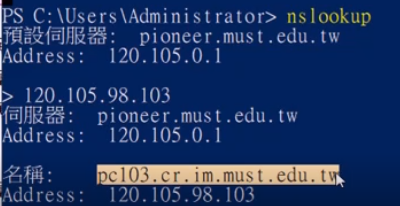 PS C:\Users\Administrator> nslookup
預設伺服器:  pioneer.must.edu.tw
Address:  120.105.0.1
> 120.105.98.103
伺服器:  pioneer.must.edu.tw
Address:  120.105.0.1
名稱:    pc103.cr.im.must.edu.tw
Address:  120.105.98.103